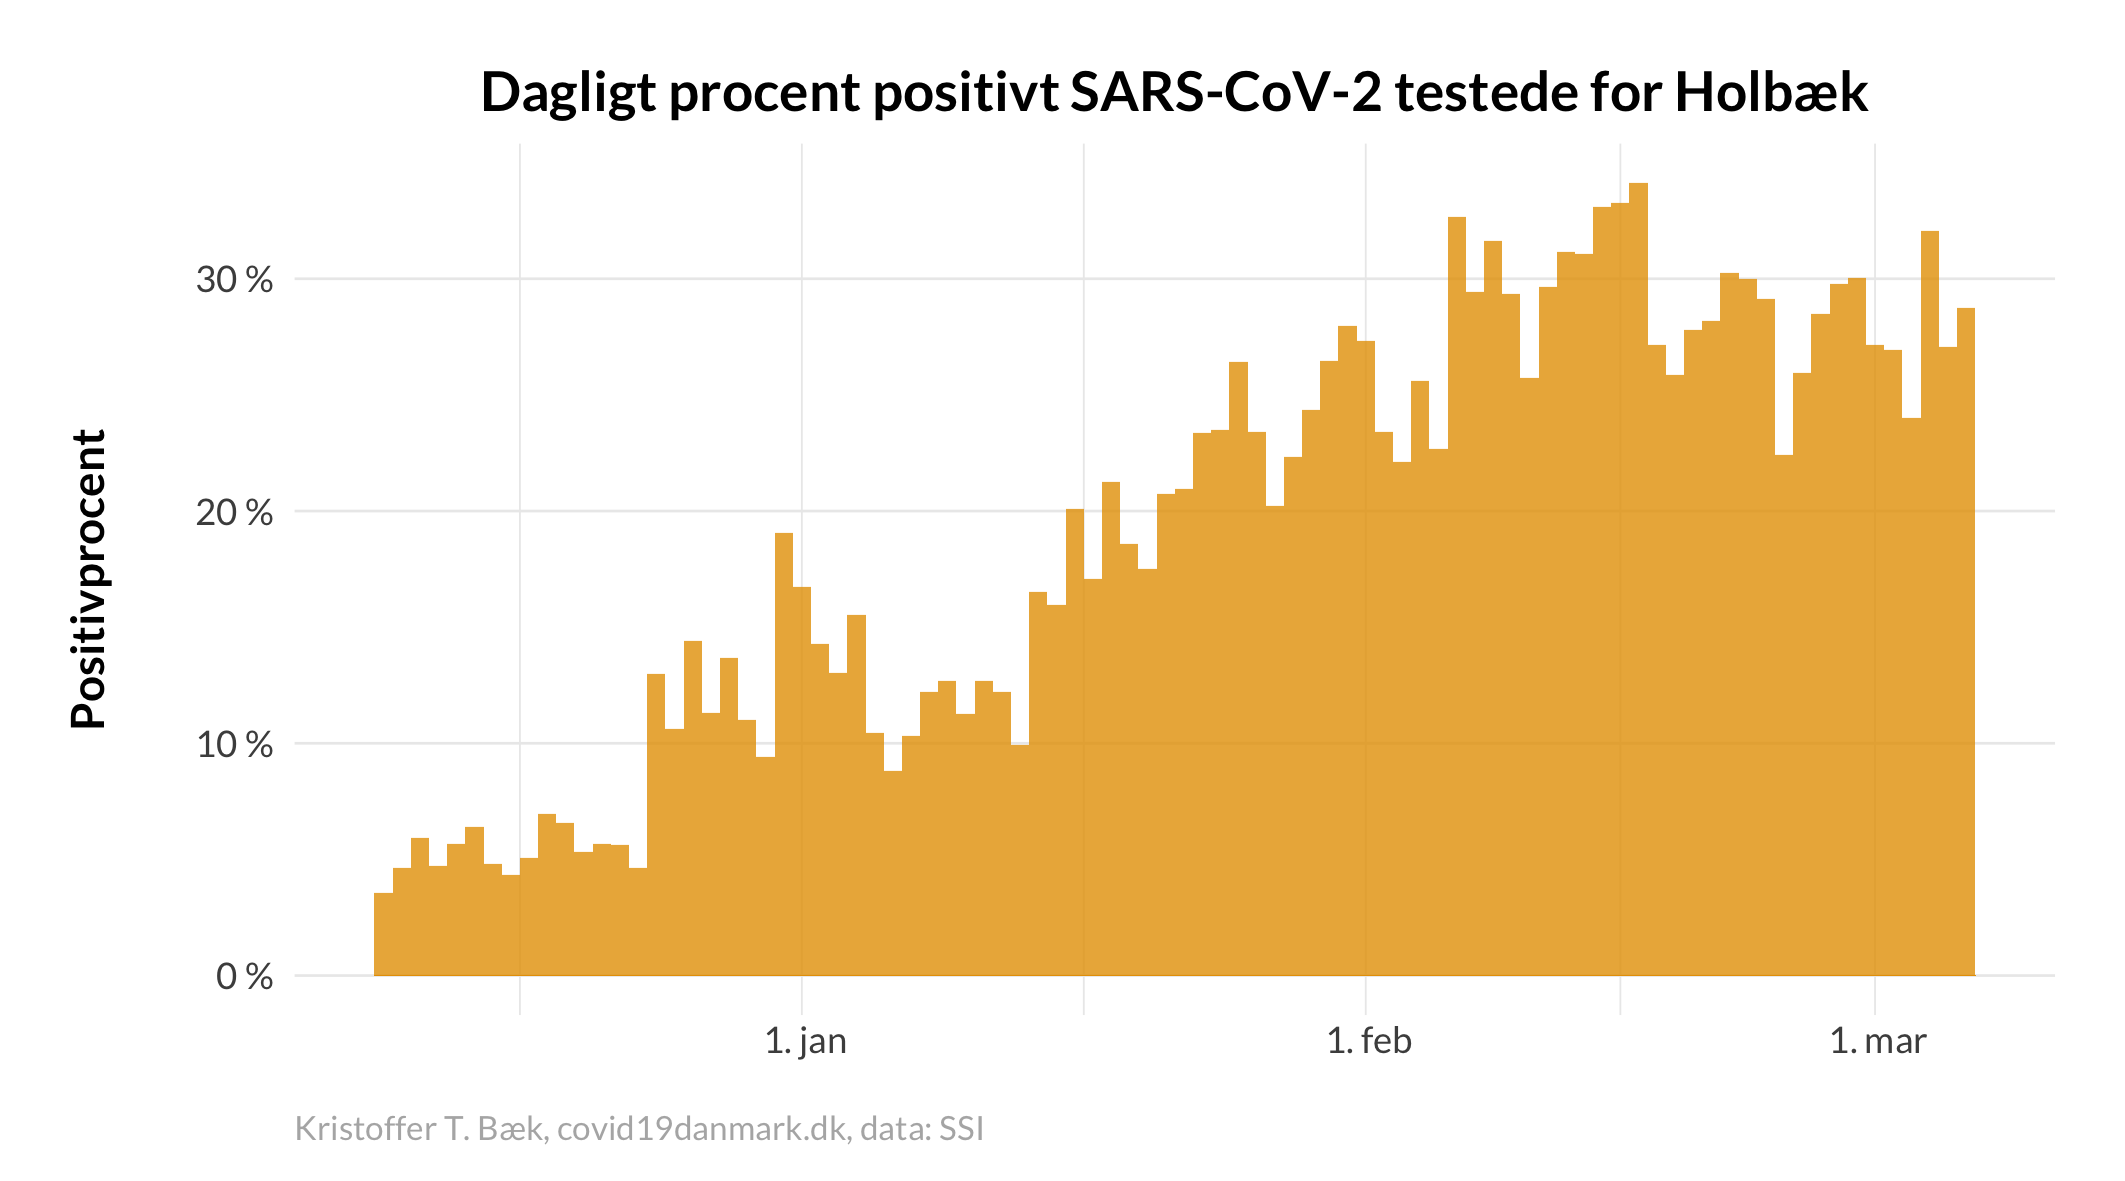 Dagligt procent positivt SARS-CoV-2 testede for Holbæk
Positivprocent
30 %
20 %
10 %
0 %
1. jan
1. feb
1. mar
Kristoffer T. Bæk, covid19danmark.dk, data: SSI